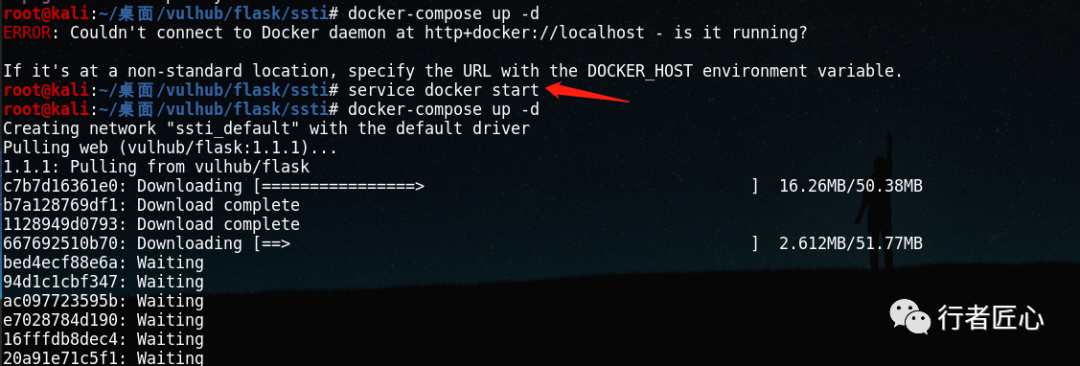 root@kali:~/桌面/vulhub/flask/ssti# docker-compose up -d
ERROR: Couldn't connect to Docker daemon at http+docker://localhost - is it running?
If it's at a non-standard location, specify the URL with the DOCKER_HOST environment variable.
root@kali:~/桌面/vulhub/flask/ssti# service docker start
root@kali:~/桌面/vulhub/flask/ssti# docker-compose up -d
Creating network "ssti_default" with the default driver
Pulling web (vulhub/flask:1.1.1)...
1.1.1: Pulling from vulhub/flask
c7b7d16361e0: Downloading [================>                                  ]  16.26MB/50.38MB
b7a128769df1: Download complete
1128949d0793: Download complete
667692510b70: Downloading [==>                                                ]  2.612MB/51.77MB
bed4ecf88e6a: Waiting
94d1c1cbf347: Waiting
ac097723595b: Waiting
e7028784d190: Waiting
16fffdb8dec4: Waiting
20a91e71c5f1: Waiting
行者匠心